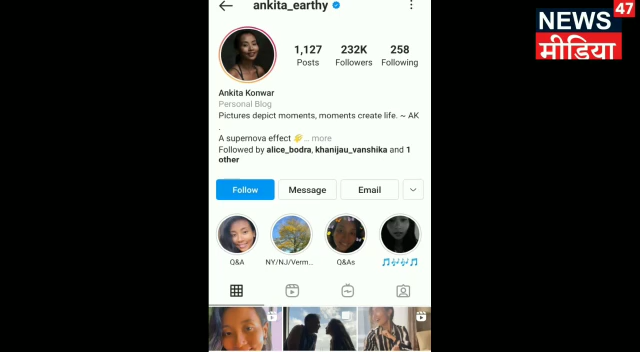 ankita_earthy
47
NEWS
मीडिया
1,127 232K 258
Posts Followers Following
Ankita Konwar
Personal Blog
Pictures depict moments, moments create life. ~ AK
.
A supernova effect 🌟... more
Followed by alice_bodra, khanijau_vanshika and 1
other
Follow Message Email
Q&A NY/NJ/Verm... Q&As 🎵🎶🎶🎵